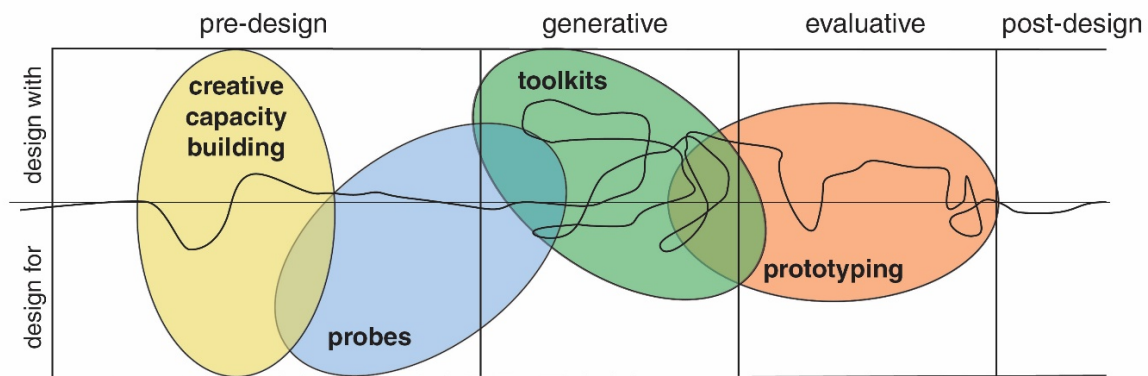 pre-design
generative
evaluative
post-design
design with
design for
creative
capacity
building
probes
toolkits
prototyping